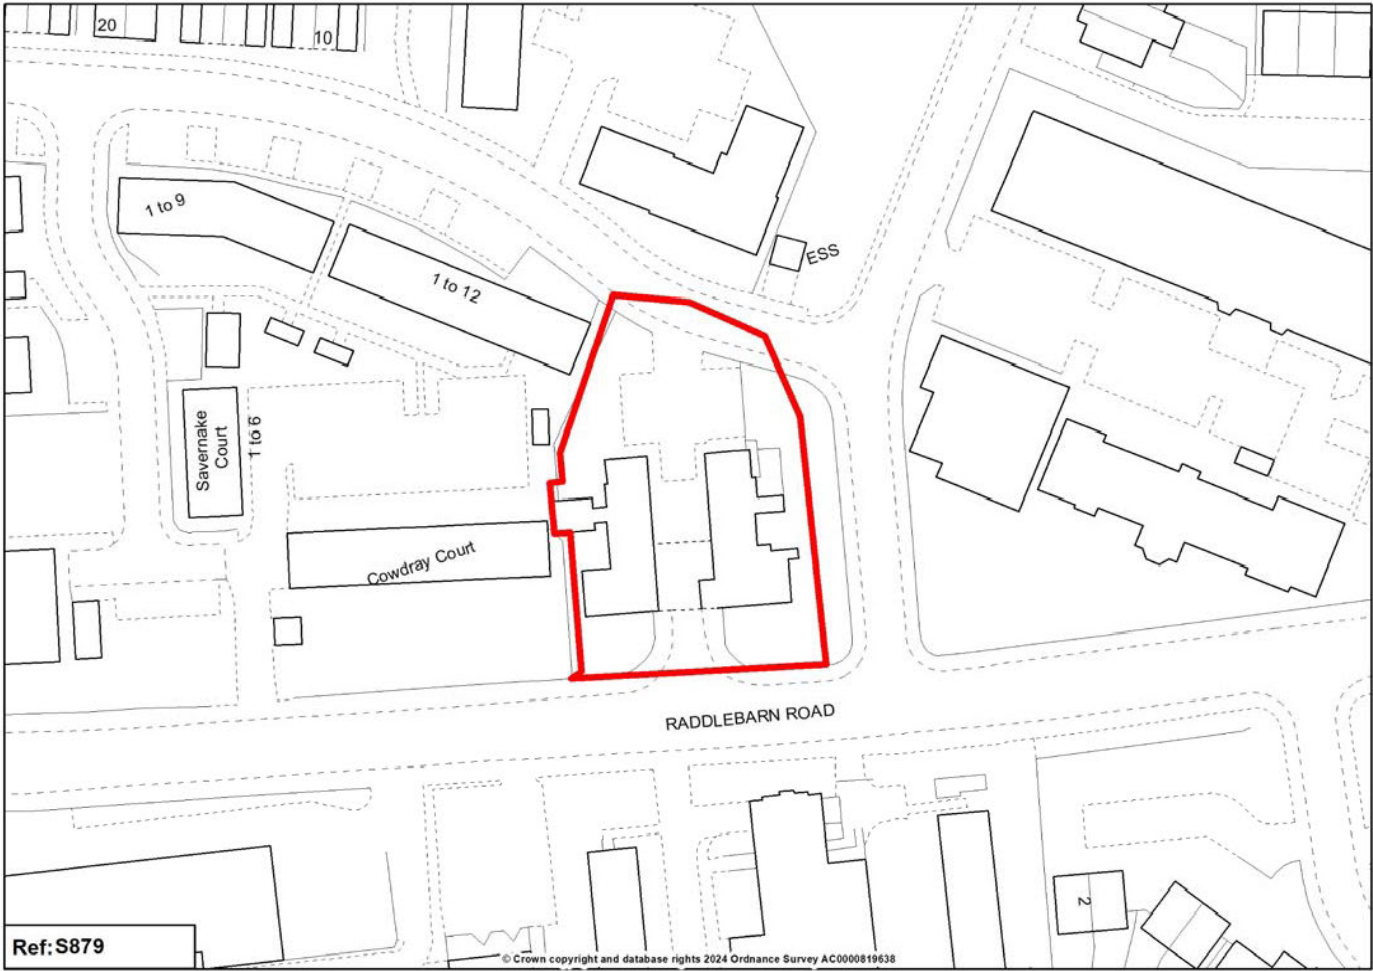 20
10
1 to 9
ESS
1 to 12
Savernake
Court
1 to 6
Cowdray Court
RADDLEBARN ROAD
2
Ref: S879
© Crown copyright and database rights 2024 Ordnance Survey AC0000819638